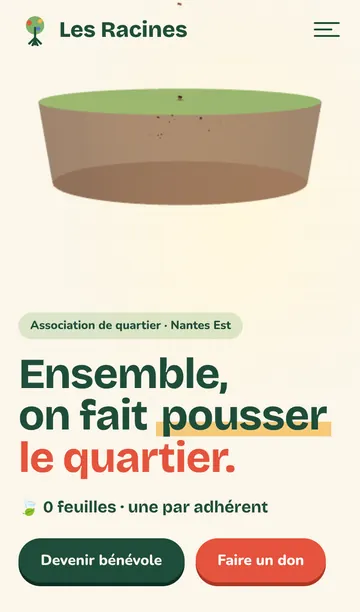 Les Racines
Association de quartier · Nantes Est
Ensemble,
on fait pousser
le quartier.
🍃 0 feuilles · une par adhérent
Devenir bénévole
Faire un don